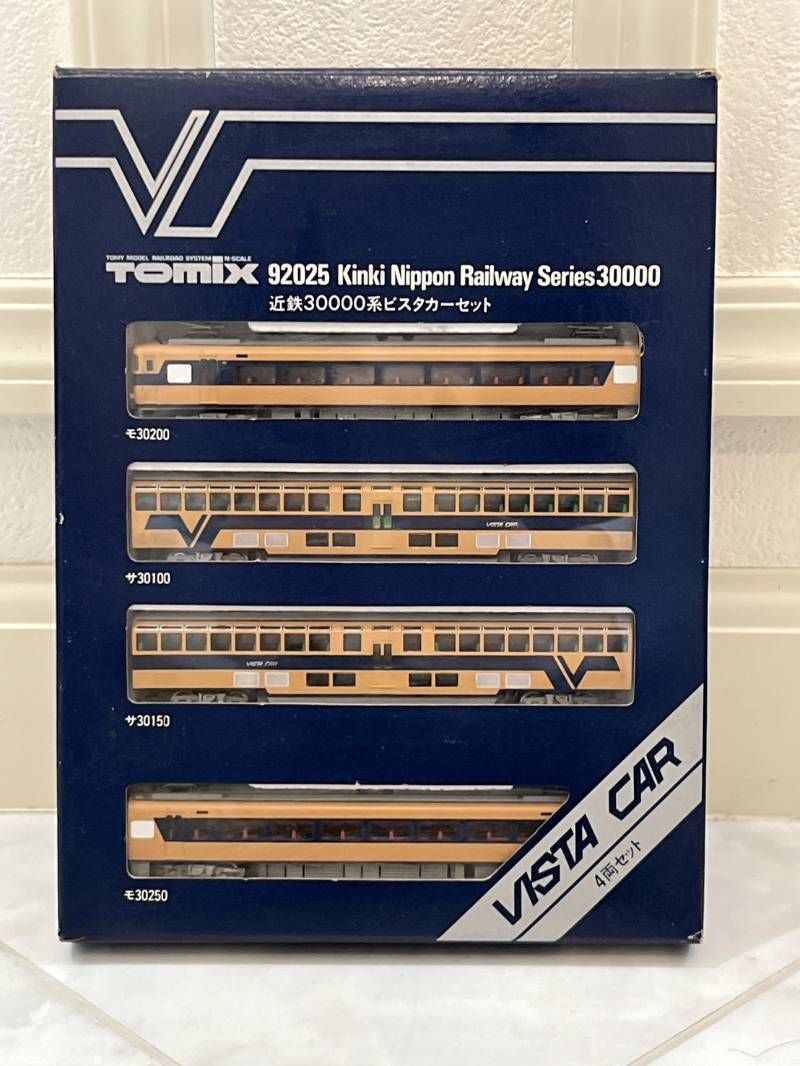 TOMY MODEL RAILROAD SYSTEM N-SCALE
TOMIX 92025 Kinki Nippon Railway Series30000
近鉄30000系ビスタカーセット
モ30200
VISTA CAR
サ30100
VISTA CAR
サ30150
モ30250
VISTA CAR
4両セット